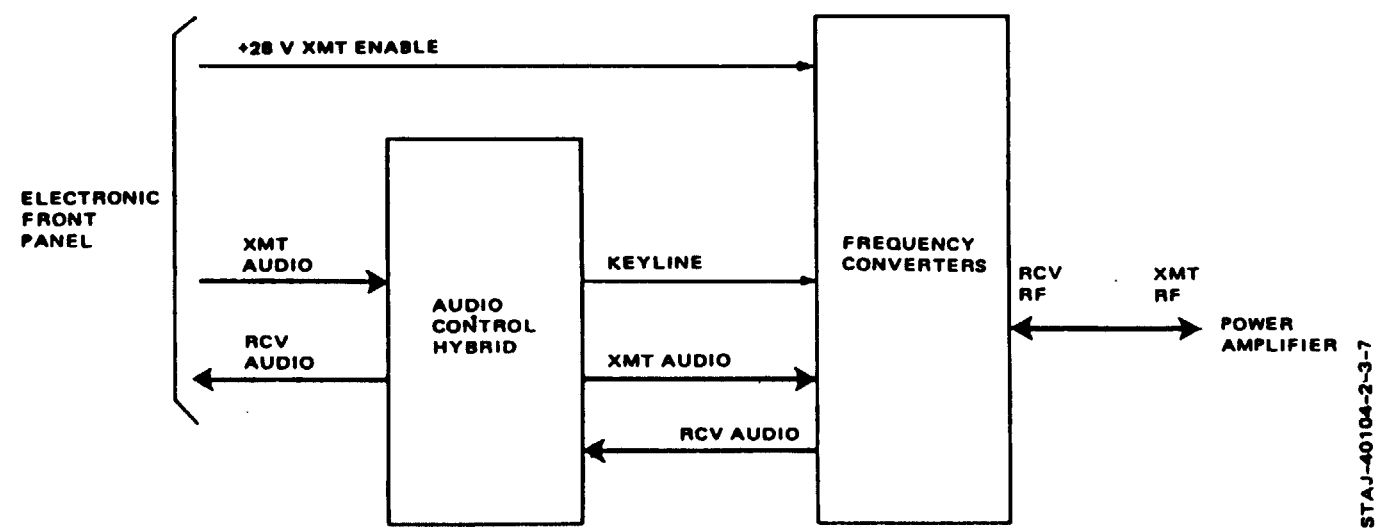 +28 V XMT ENABLE
ELECTRONIC
FRONT
PANEL
XMT
AUDIO
RCV
AUDIO
AUDIO
CONTROL
HYBRID
KEYLINE
XMT AUDIO
RCV AUDIO
FREQUENCY
CONVERTERS
RCV
RF
XMT
RF
POWER
AMPLIFIER
STAJ-40104-2-3-7